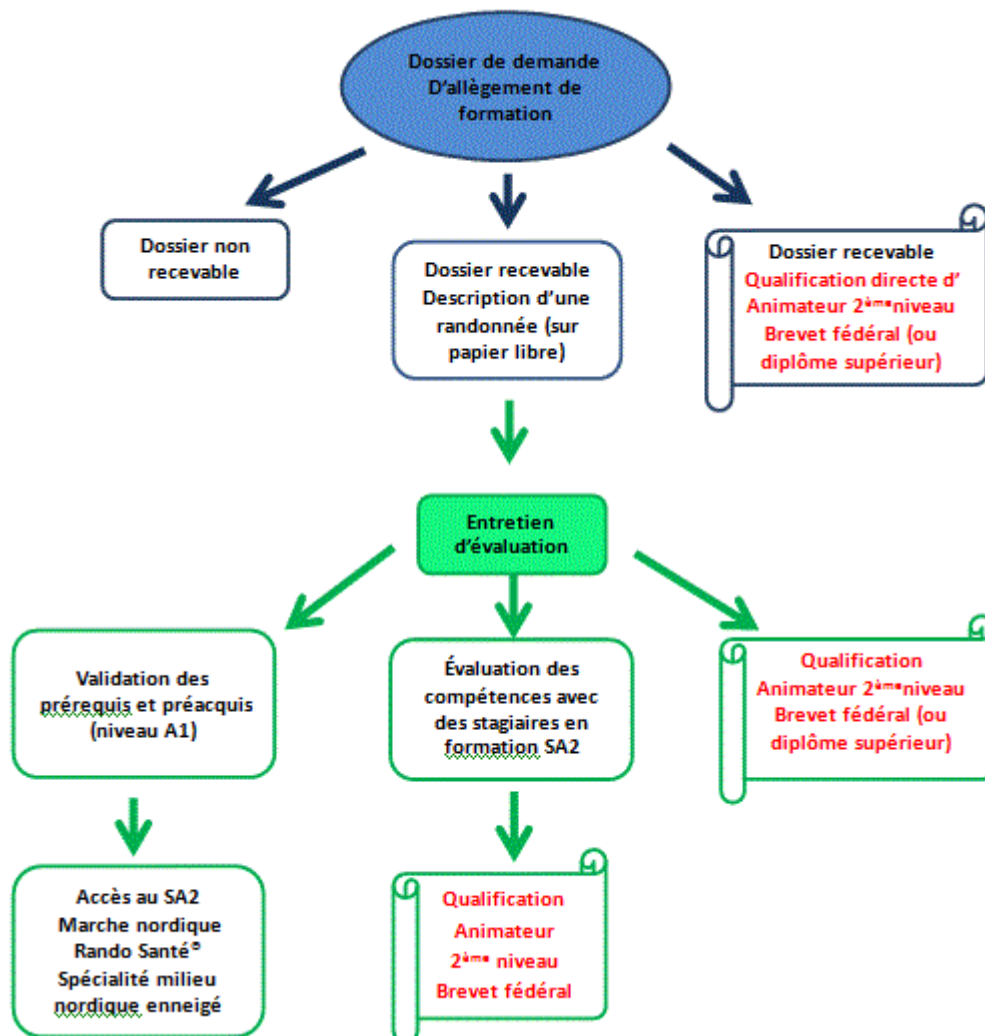 Dossier de demande
D'allègement de
formation
Dossier non
recevable
Dossier recevable
Description d'une
randonnée (sur
papier libre)
Dossier recevable
Qualification directe d'
Animateur 2ème niveau
Brevet fédéral (ou
diplôme supérieur)
Entretien
d'évaluation
Validation des
prérequis et préacquis
(niveau A1)
Évaluation des
compétences avec
des stagiaires en
formation SA2
Qualification
Animateur 2ème niveau
Brevet fédéral (ou
diplôme supérieur)
Accès au SA2
Marche nordique
Rando Santé®
Spécialité milieu
nordique enneigé
Qualification
Animateur
2ème niveau
Brevet fédéral